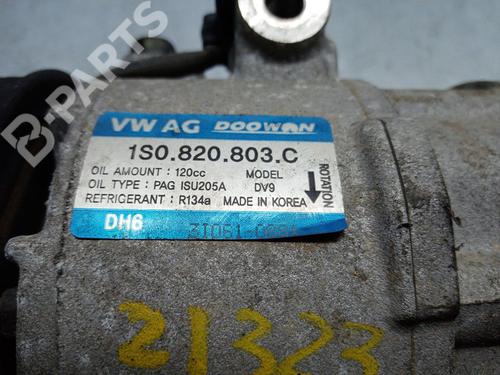 B-PARTS
VW AG DOOWON
1S0.820.803.C
OIL AMOUNT : 120cc MODEL
OIL TYPE : PAG ISU205A DV9
REFRIGERANT : R134a MADE IN KOREA
ROTATION
DH6
21323